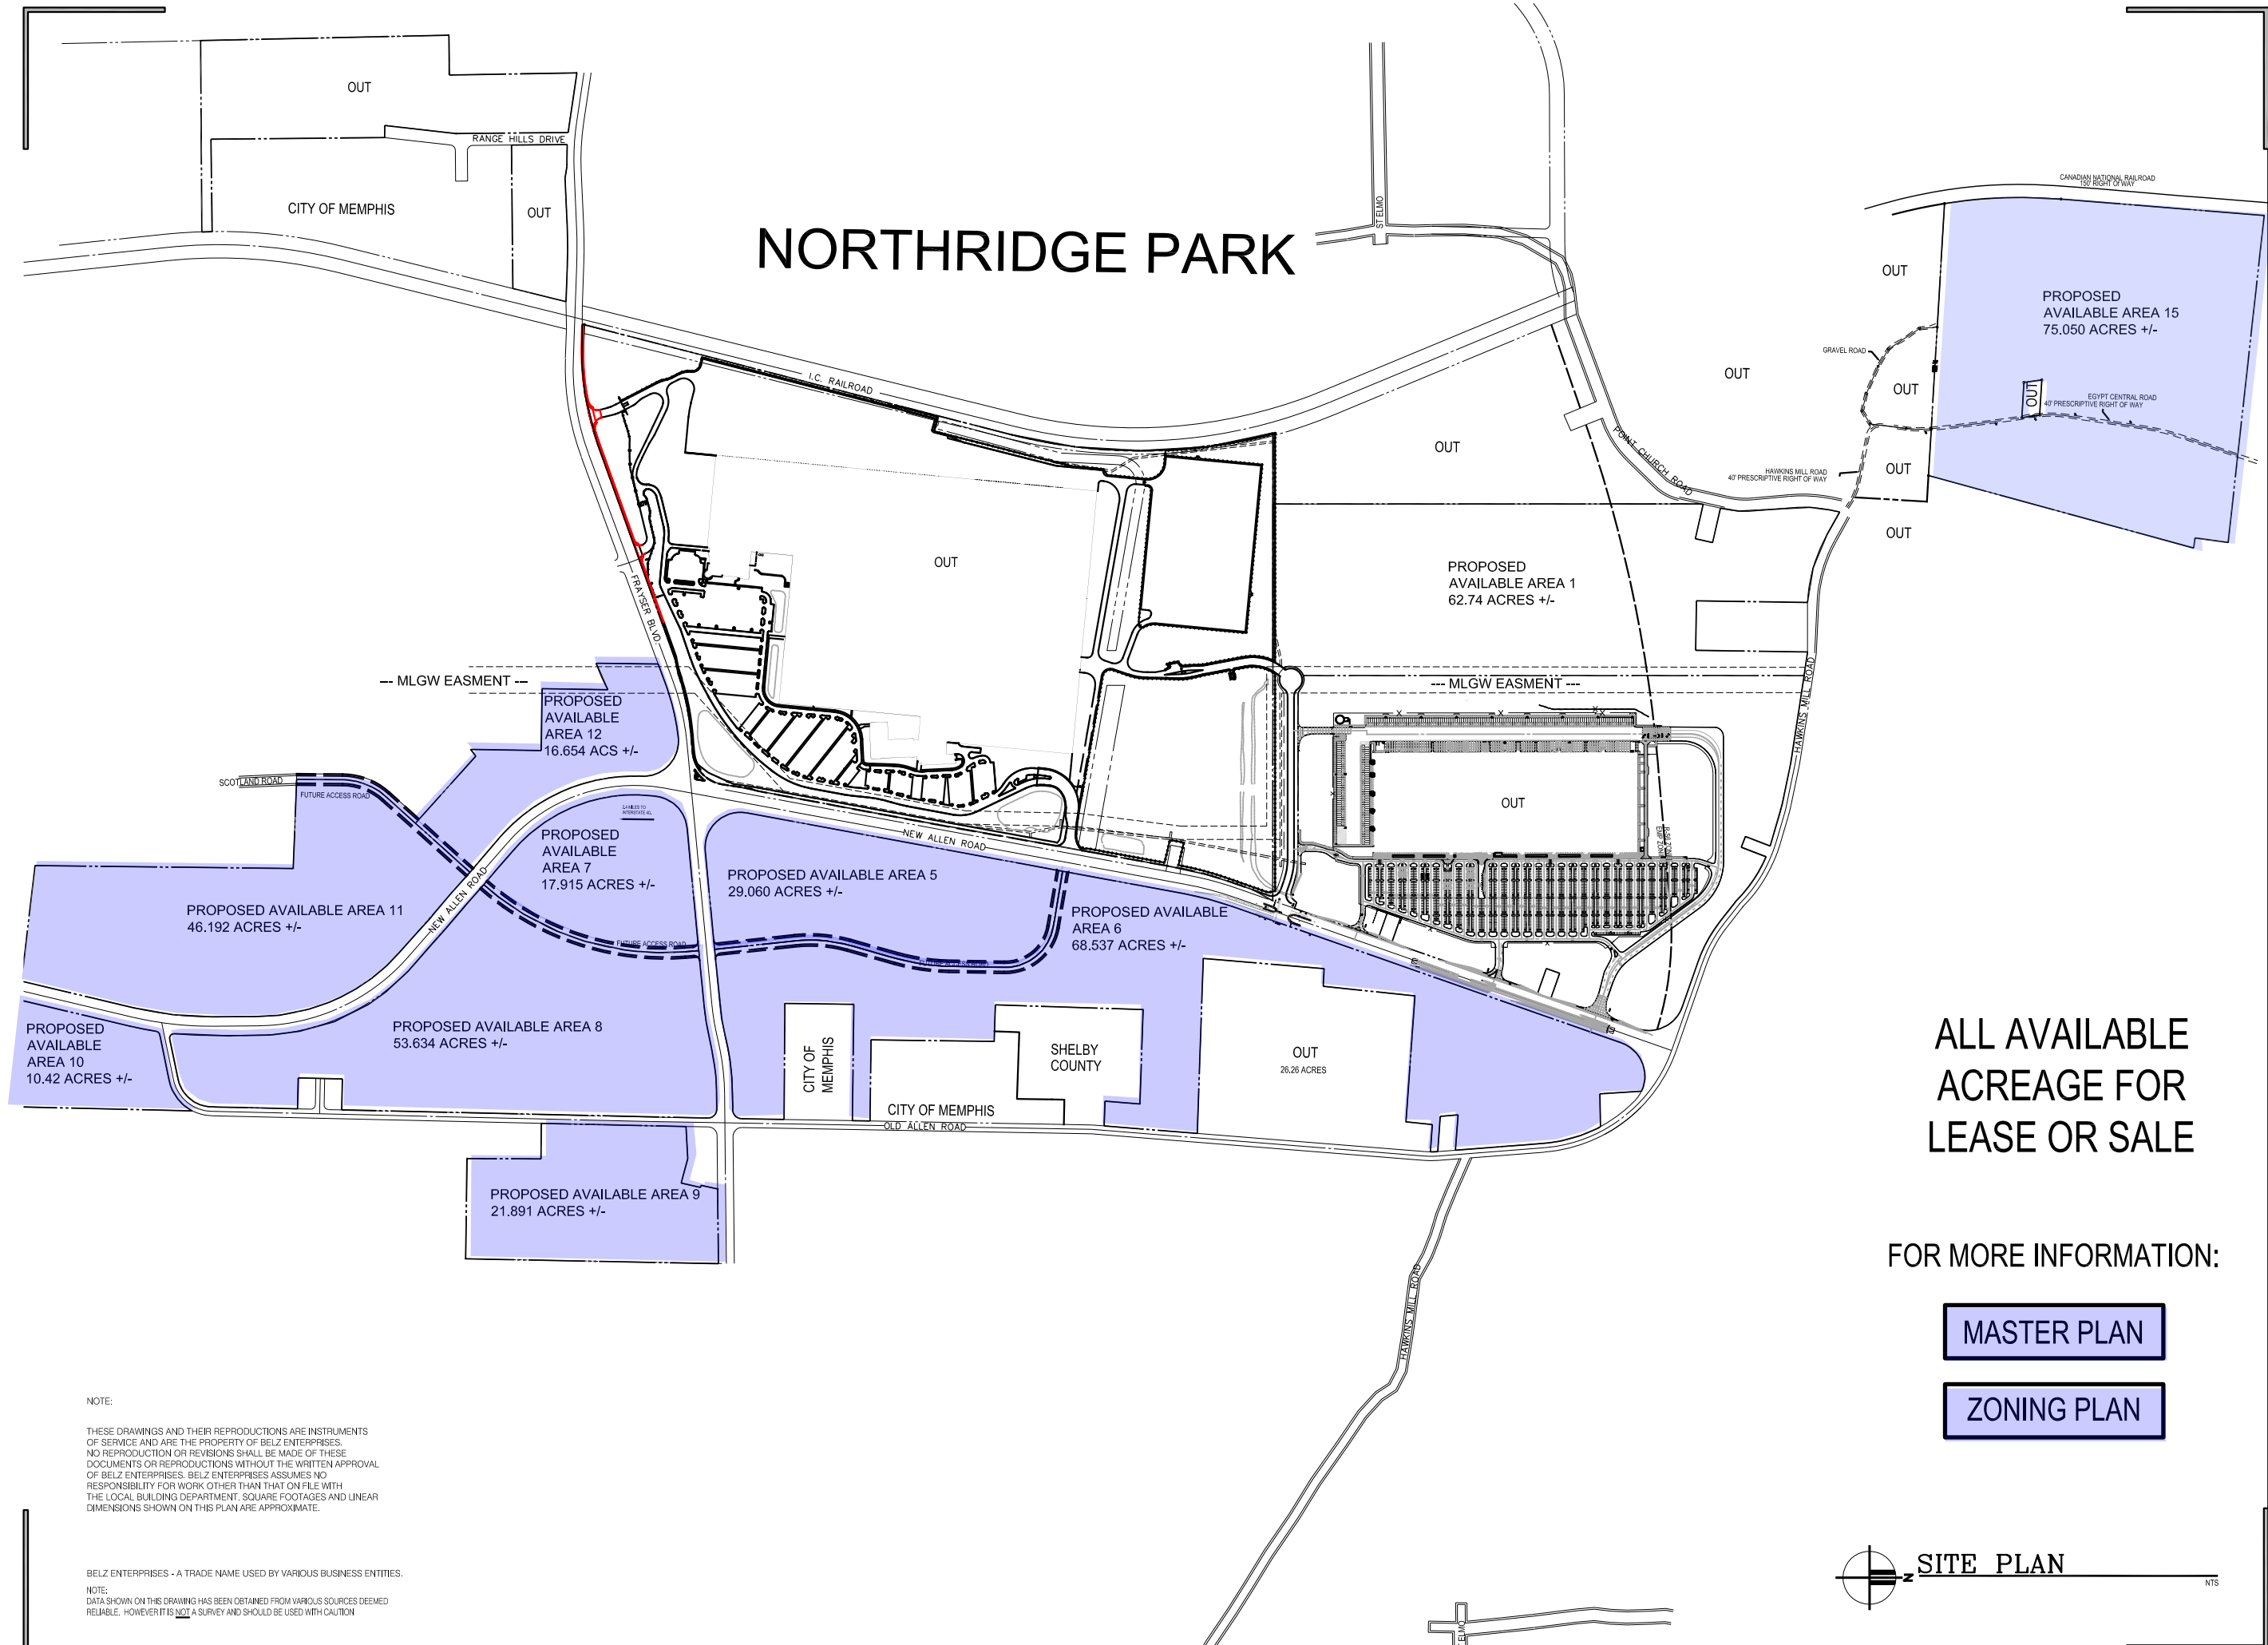 OUT
RANGE HILLS DRIVE
CITY OF MEMPHIS
OUT
NORTHRIDGE PARK
ST ELMO
CANADIAN NATIONAL RAILROAD
150' RIGHT OF WAY
OUT
PROPOSED
AVAILABLE AREA 15
75.050 ACRES +/-
GRAVEL ROAD
OUT
OUT
OUT
EGYPT CENTRAL ROAD
40' PRESCRIPTIVE RIGHT OF WAY
I.C. RAILROAD
OUT
POINT CHURCH ROAD
HAWKINS MILL ROAD
40' PRESCRIPTIVE RIGHT OF WAY
OUT
OUT
OUT
PROPOSED
AVAILABLE AREA 1
62.74 ACRES +/-
FRAYSER BLVD.
--- MLGW EASMENT ---
--- MLGW EASMENT ---
HAWKINS MILL ROAD
PROPOSED
AVAILABLE
AREA 12
16.654 ACS +/-
SCOTLAND ROAD
FUTURE ACCESS ROAD
OUT
PROPOSED
AVAILABLE
AREA 7
17.915 ACRES +/-
NEW ALLEN ROAD
PROPOSED AVAILABLE AREA 5
29.060 ACRES +/-
PROPOSED AVAILABLE AREA 11
46.192 ACRES +/-
NEW ALLEN ROAD
FUTURE ACCESS ROAD
FUTURE ACCESS ROAD
PROPOSED AVAILABLE
AREA 6
68.537 ACRES +/-
PROPOSED
AVAILABLE
AREA 10
10.42 ACRES +/-
PROPOSED AVAILABLE AREA 8
53.634 ACRES +/-
CITY OF
MEMPHIS
SHELBY
COUNTY
OUT
26.26 ACRES
CITY OF MEMPHIS
OLD ALLEN ROAD
PROPOSED AVAILABLE AREA 9
21.891 ACRES +/-
ALL AVAILABLE
ACREAGE FOR
LEASE OR SALE
FOR MORE INFORMATION:
MASTER PLAN
ZONING PLAN
HAWKINS MILL ROAD
NOTE:
THESE DRAWINGS AND THEIR REPRODUCTIONS ARE INSTRUMENTS
OF SERVICE AND ARE THE PROPERTY OF BELZ ENTERPRISES.
NO REPRODUCTION OR REVISIONS SHALL BE MADE OF THESE
DOCUMENTS OR REPRODUCTIONS WITHOUT THE WRITTEN APPROVAL
OF BELZ ENTERPRISES. BELZ ENTERPRISES ASSUMES NO
RESPONSIBILITY FOR WORK OTHER THAN THAT ON FILE WITH
THE LOCAL BUILDING DEPARTMENT. SQUARE FOOTAGES AND LINEAR
DIMENSIONS SHOWN ON THIS PLAN ARE APPROXIMATE.
BELZ ENTERPRISES - A TRADE NAME USED BY VARIOUS BUSINESS ENTITIES.
NOTE:
DATA SHOWN ON THIS DRAWING HAS BEEN OBTAINED FROM VARIOUS SOURCES DEEMED
RELIABLE. HOWEVER IT IS NOT A SURVEY AND SHOULD BE USED WITH CAUTION
N
SITE PLAN
NTS